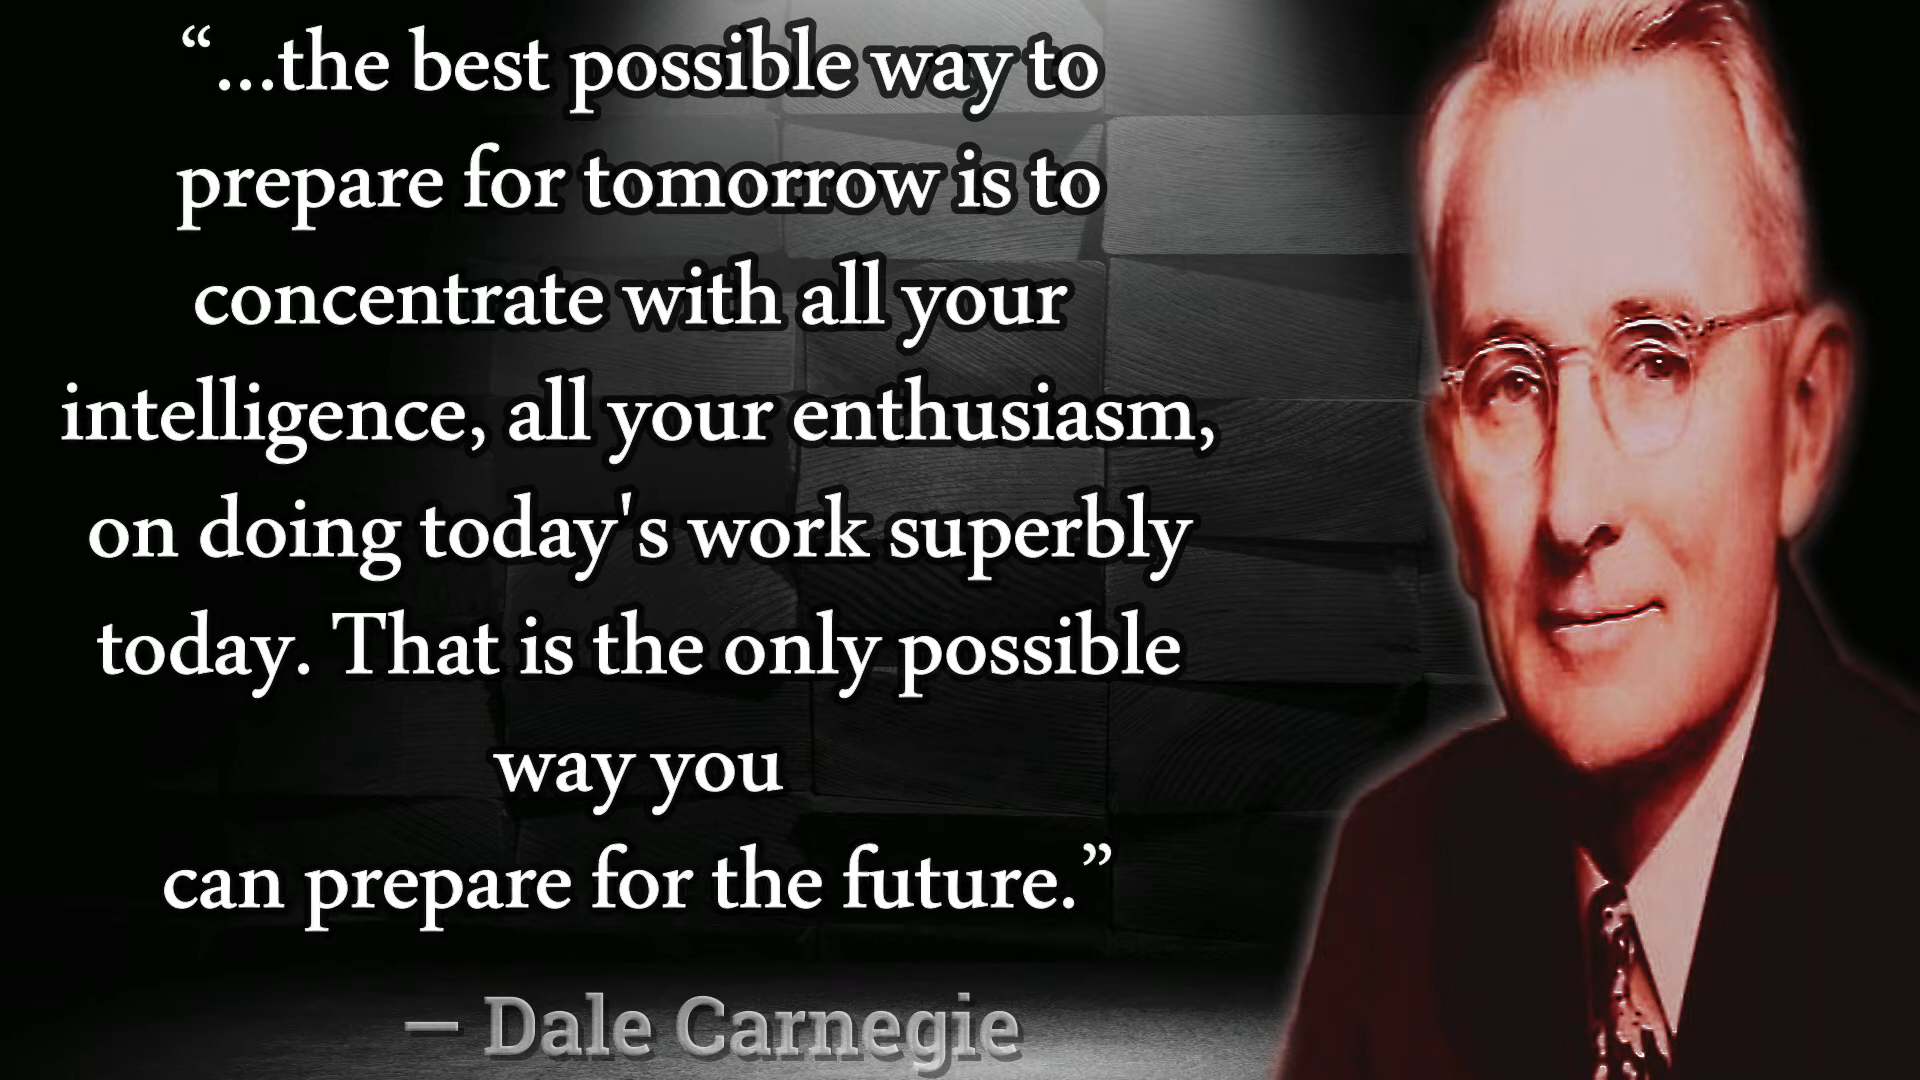 “...the best possible way to
prepare for tomorrow is to
concentrate with all your
intelligence, all your enthusiasm,
on doing today's work superbly
today. That is the only possible
way you
can prepare for the future.”
— Dale Carnegie